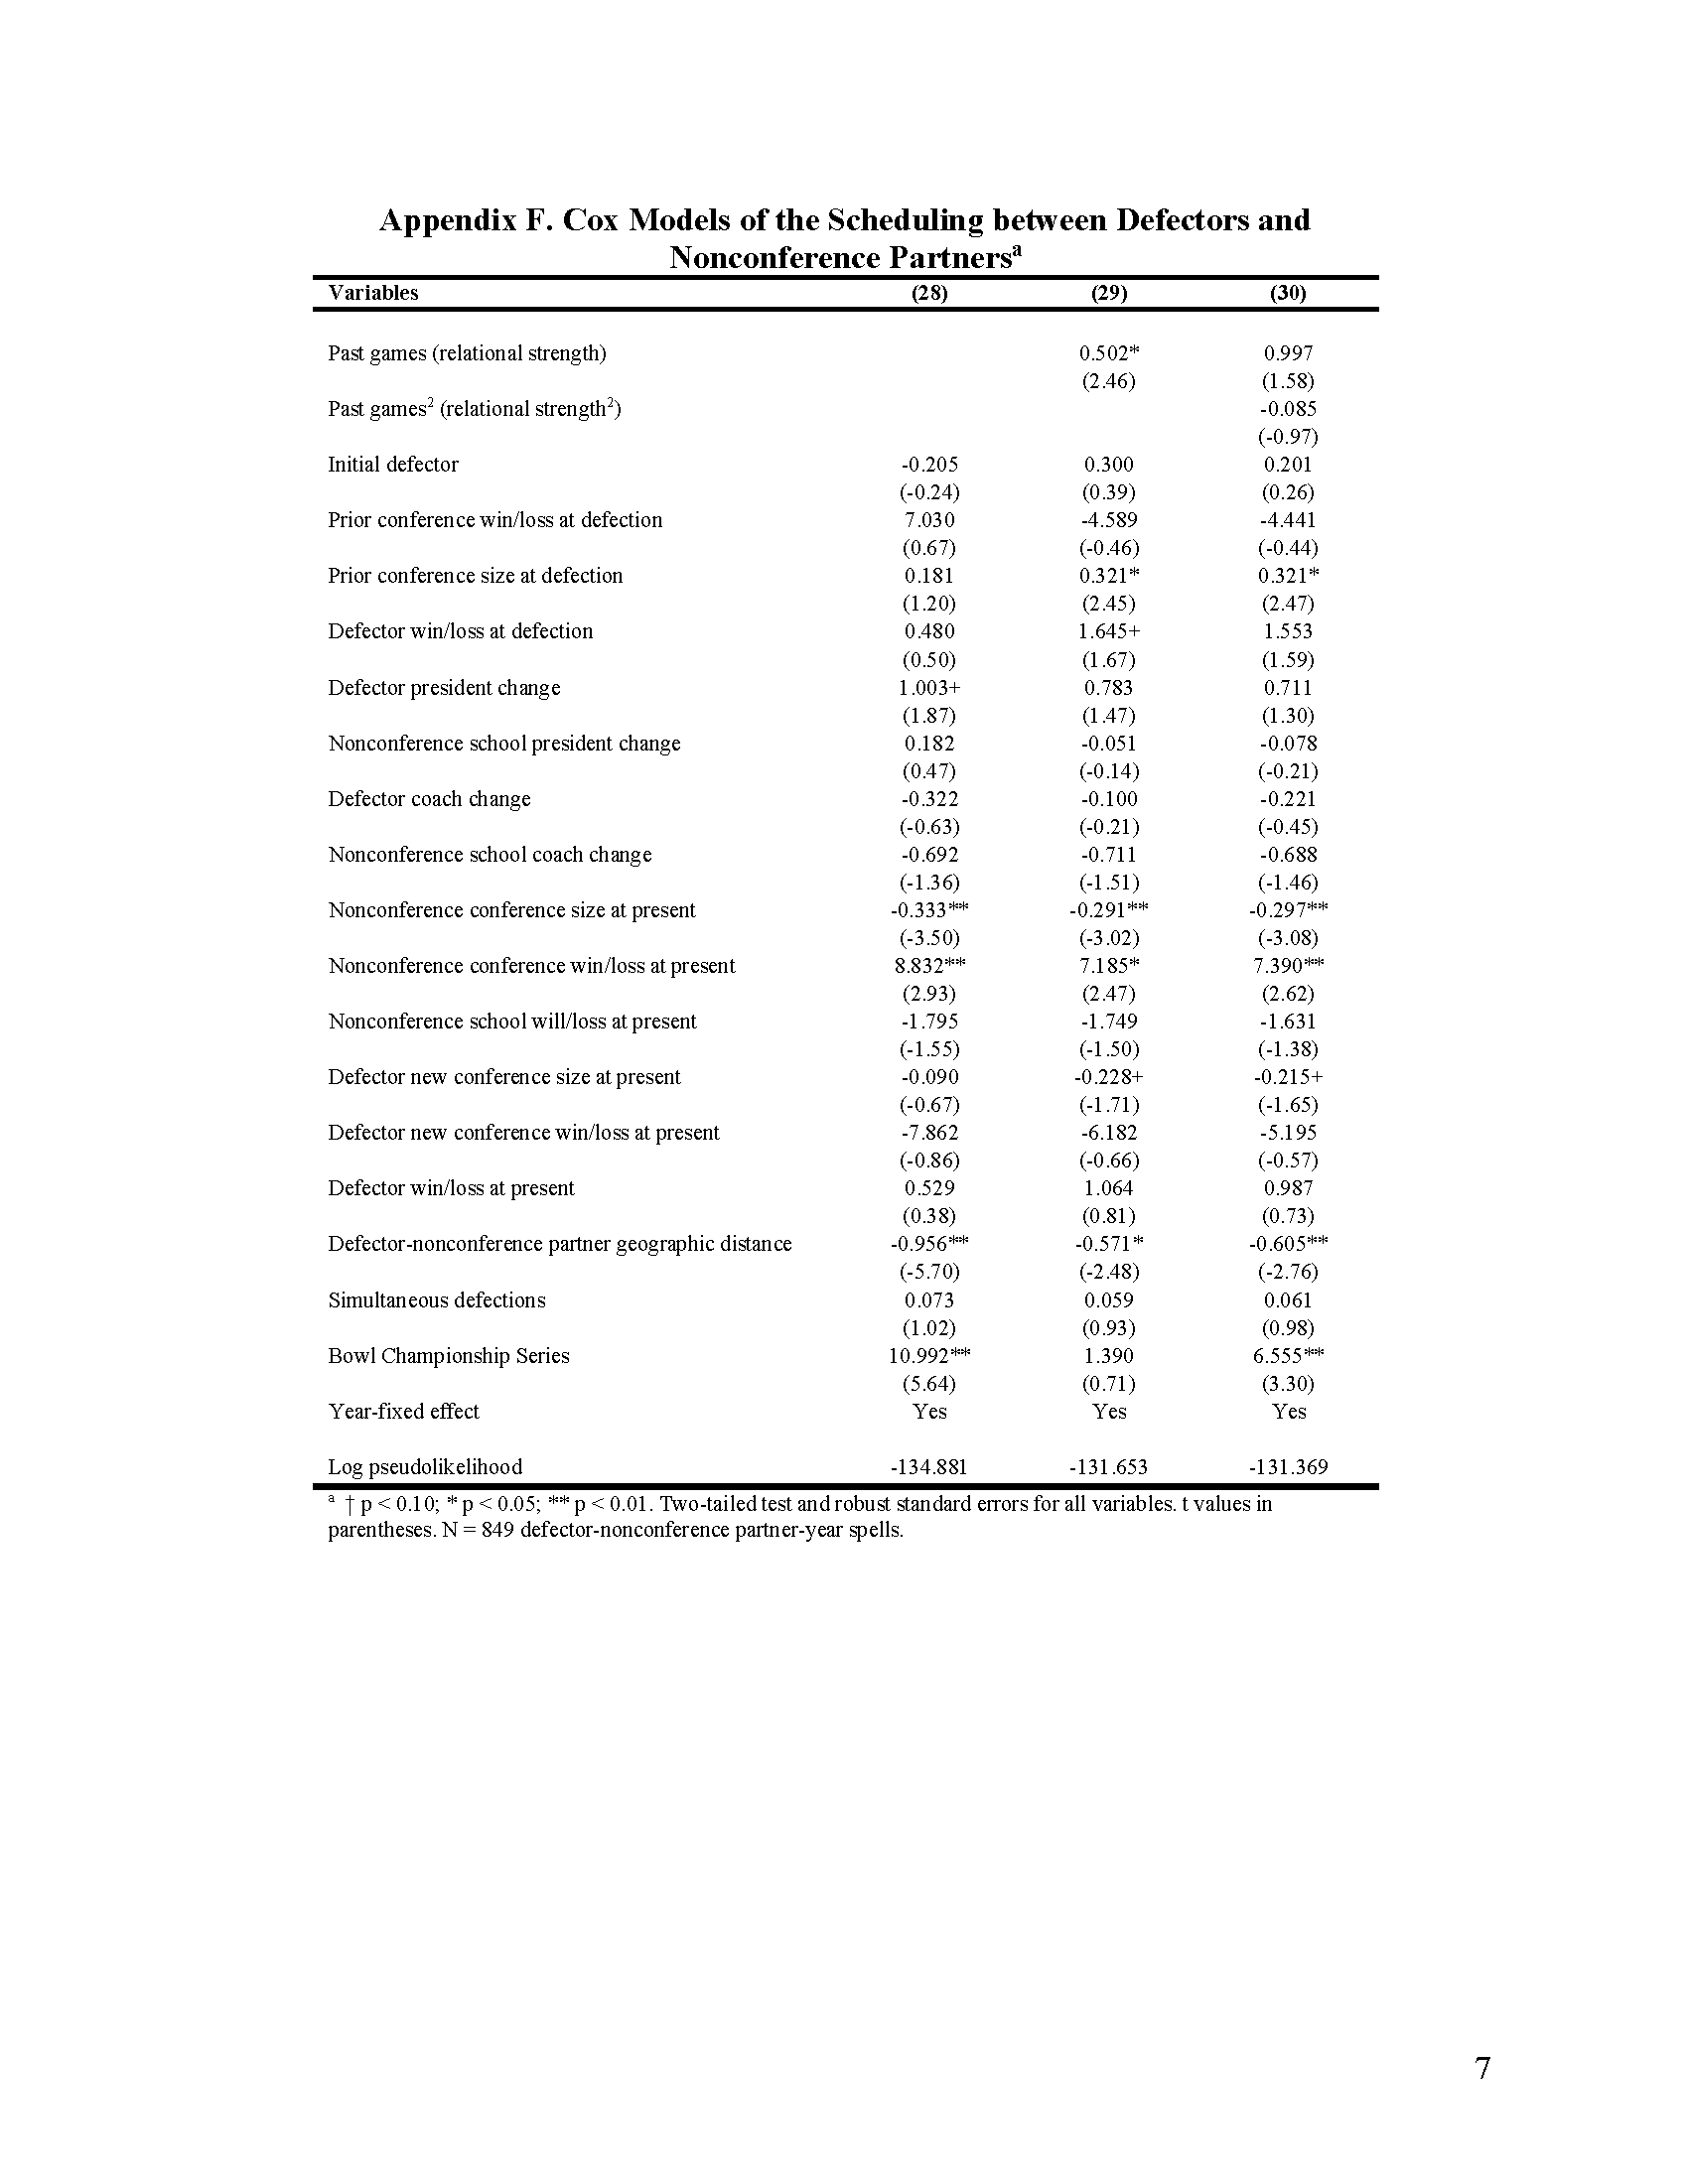 Appendix F. Cox Models of the Scheduling between Defectors and
Nonconference Partners^a
Variables (28) (29) (30)
Past games (relational strength) 0.502* 0.997
(2.46) (1.58)
Past games² (relational strength²) -0.085
(-0.97)
Initial defector -0.205 0.300 0.201
(-0.24) (0.39) (0.26)
Prior conference win/loss at defection 7.030 -4.589 -4.441
(0.67) (-0.46) (-0.44)
Prior conference size at defection 0.181 0.321* 0.321*
(1.20) (2.45) (2.47)
Defector win/loss at defection 0.480 1.645+ 1.553
(0.50) (1.67) (1.59)
Defector president change 1.003+ 0.783 0.711
(1.87) (1.47) (1.30)
Nonconference school president change 0.182 -0.051 -0.078
(0.47) (-0.14) (-0.21)
Defector coach change -0.322 -0.100 -0.221
(-0.63) (-0.21) (-0.45)
Nonconference school coach change -0.692 -0.711 -0.688
(-1.36) (-1.51) (-1.46)
Nonconference conference size at present -0.333** -0.291** -0.297**
(-3.50) (-3.02) (-3.08)
Nonconference conference win/loss at present 8.832** 7.185* 7.390**
(2.93) (2.47) (2.62)
Nonconference school will/loss at present -1.795 -1.749 -1.631
(-1.55) (-1.50) (-1.38)
Defector new conference size at present -0.090 -0.228+ -0.215+
(-0.67) (-1.71) (-1.65)
Defector new conference win/loss at present -7.862 -6.182 -5.195
(-0.86) (-0.66) (-0.57)
Defector win/loss at present 0.529 1.064 0.987
(0.38) (0.81) (0.73)
Defector-nonconference partner geographic distance -0.956** -0.571* -0.605**
(-5.70) (-2.48) (-2.76)
Simultaneous defections 0.073 0.059 0.061
(1.02) (0.93) (0.98)
Bowl Championship Series 10.992** 1.390 6.555**
(5.64) (0.71) (3.30)
Year-fixed effect Yes Yes Yes
Log pseudolikelihood -134.881 -131.653 -131.369
^a † p < 0.10; * p < 0.05; ** p < 0.01. Two-tailed test and robust standard errors for all variables. t values in
parentheses. N = 849 defector-nonconference partner-year spells.
7